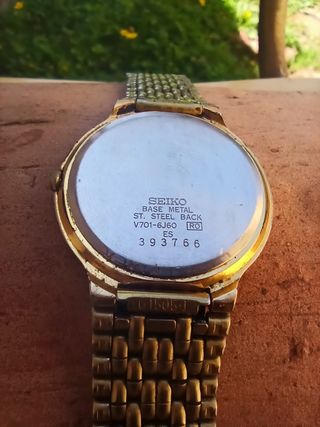 SEIKO
BASE METAL
ST. STEEL BACK
V701-6J60 RO
ES
393766